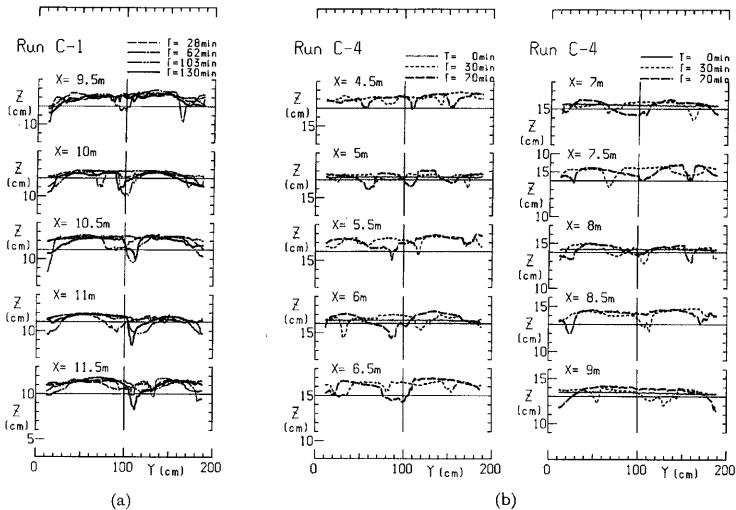 Run C-1
T= 28min
T= 62min
T=103min
T=130min
X= 9.5m
Z
(cm)
10
X= 10m
Z
(cm)
10
X= 10.5m
Z
(cm)
10
X= 11m
Z
(cm)
10
X= 11.5m
10
Z
(cm)
5
0
100
200
Y (cm)
(a)
Run C-4
T= 0min
T= 30min
T= 70min
X= 4.5m
Z
(cm)
15
X= 5m
Z
(cm)
15
X= 5.5m
Z
(cm)
15
X= 6m
Z
(cm)
15
X= 6.5m
15
Z
(cm)
10
0
100
200
Y (cm)
Run C-4
T= 0min
T= 30min
T= 70min
X= 7m
15
Z
(cm)
10
X= 7.5m
15
Z
(cm)
10
X= 8m
15
Z
(cm)
10
X= 8.5m
15
Z
(cm)
10
X= 9m
15
Z
(cm)
10
0
100
200
Y (cm)
(b)